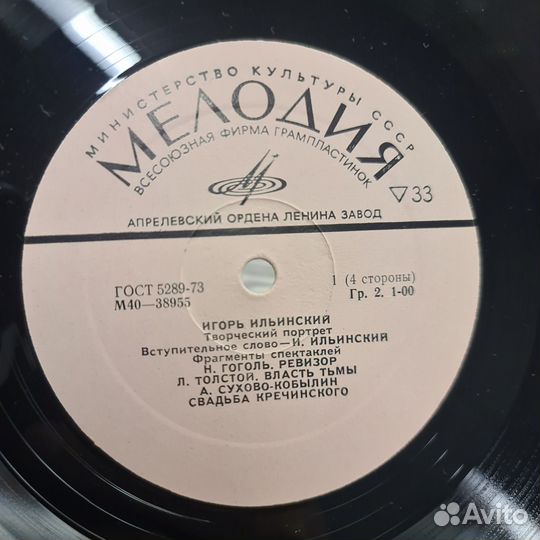 МИНИСТЕРСТВО КУЛЬТУРЫ СССР
МЕЛОДИЯ
ВСЕСОЮЗНАЯ ФИРМА ГРАМПЛАСТИНОК
▽33
АПРЕЛЕВСКИЙ ОРДЕНА ЛЕНИНА ЗАВОД
ГОСТ 5289-73
М40—38955
1 (4 стороны)
Гр. 2. 1-00
ИГОРЬ ИЛЬИНСКИЙ
Творческий портрет
Вступительное слово—И. ИЛЬИНСКИЙ
Фрагменты спектаклей
Н. ГОГОЛЬ. РЕВИЗОР
Л. ТОЛСТОЙ. ВЛАСТЬ ТЬМЫ
А. СУХОВО-КОБЫЛИН
СВАДЬБА КРЕЧИНСКОГО
Avito